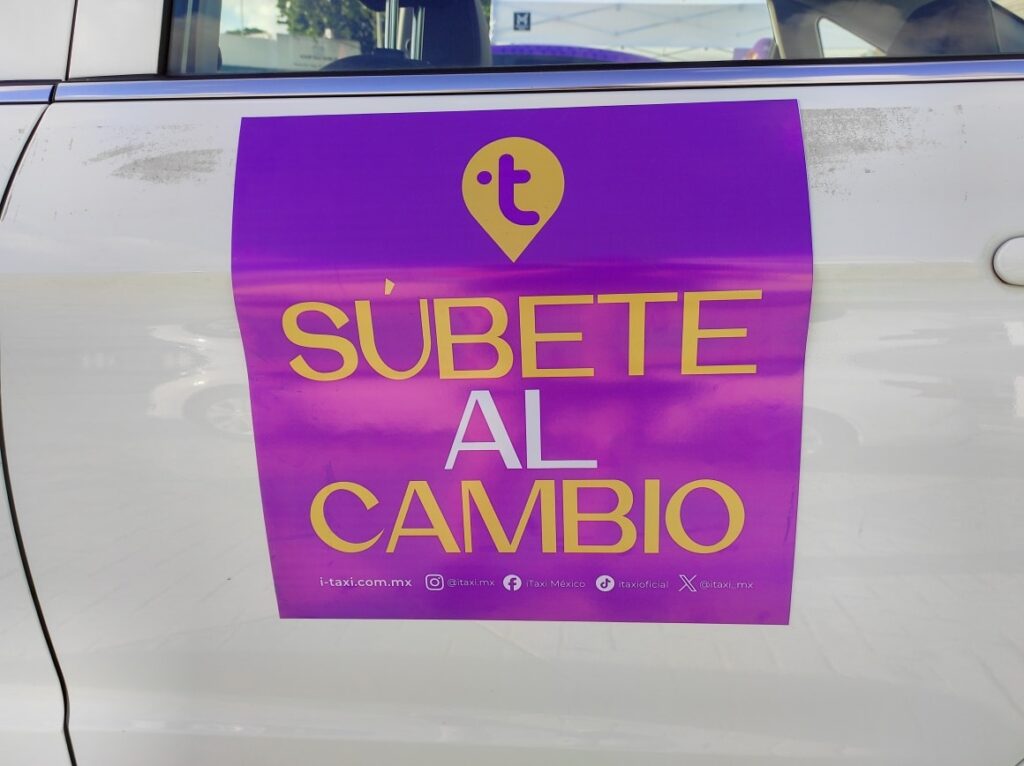 t
SÚBETE
AL
CAMBIO
i-taxi.com.mx @itaxi.mx iTaxi México itaxioficial @itaxi_mx